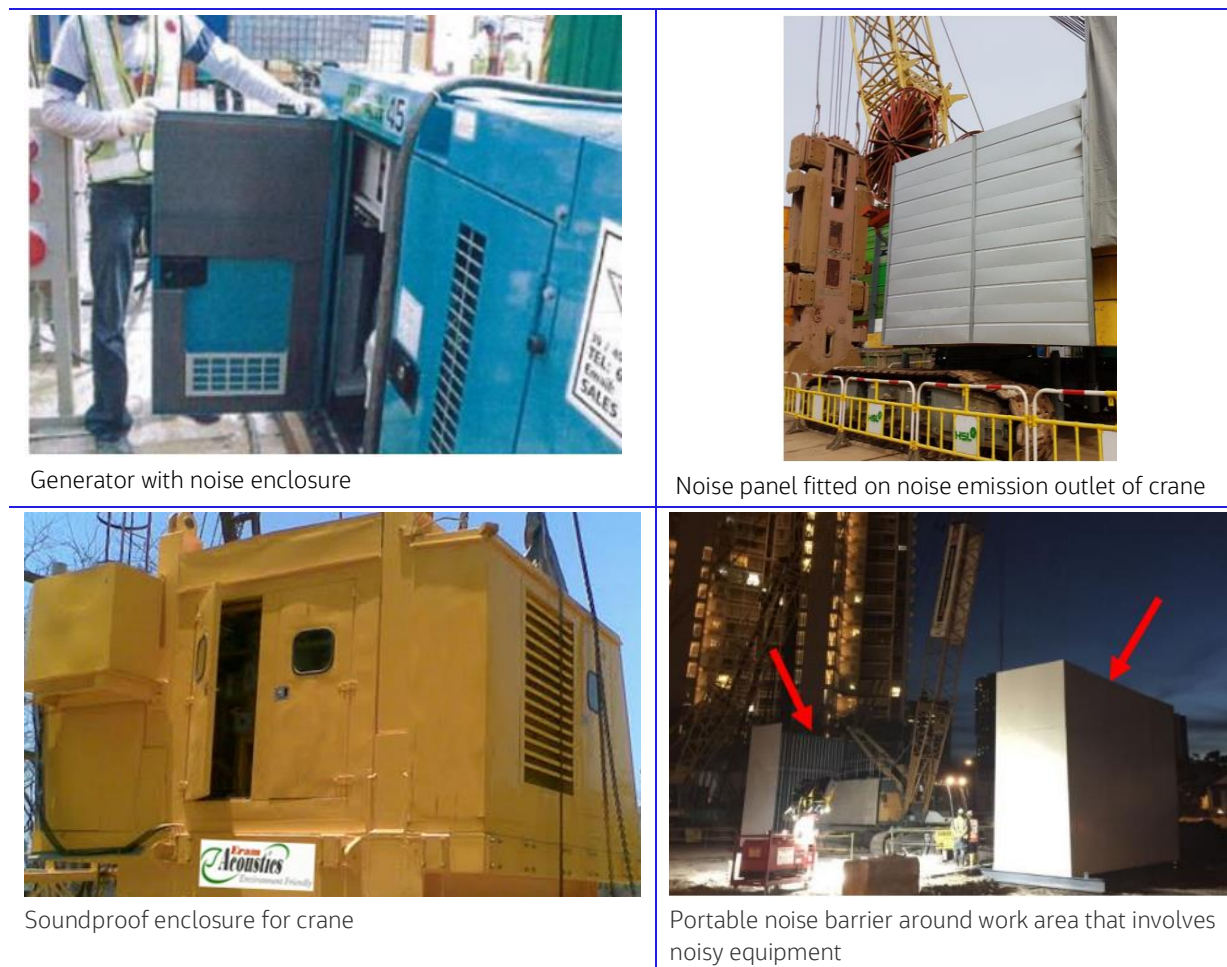 45
TEL: 6
Email:
SALES
HSL
Generator with noise enclosure
Noise panel fitted on noise emission outlet of crane
Eram
Acoustics
Environment Friendly
Soundproof enclosure for crane
Portable noise barrier around work area that involves
noisy equipment